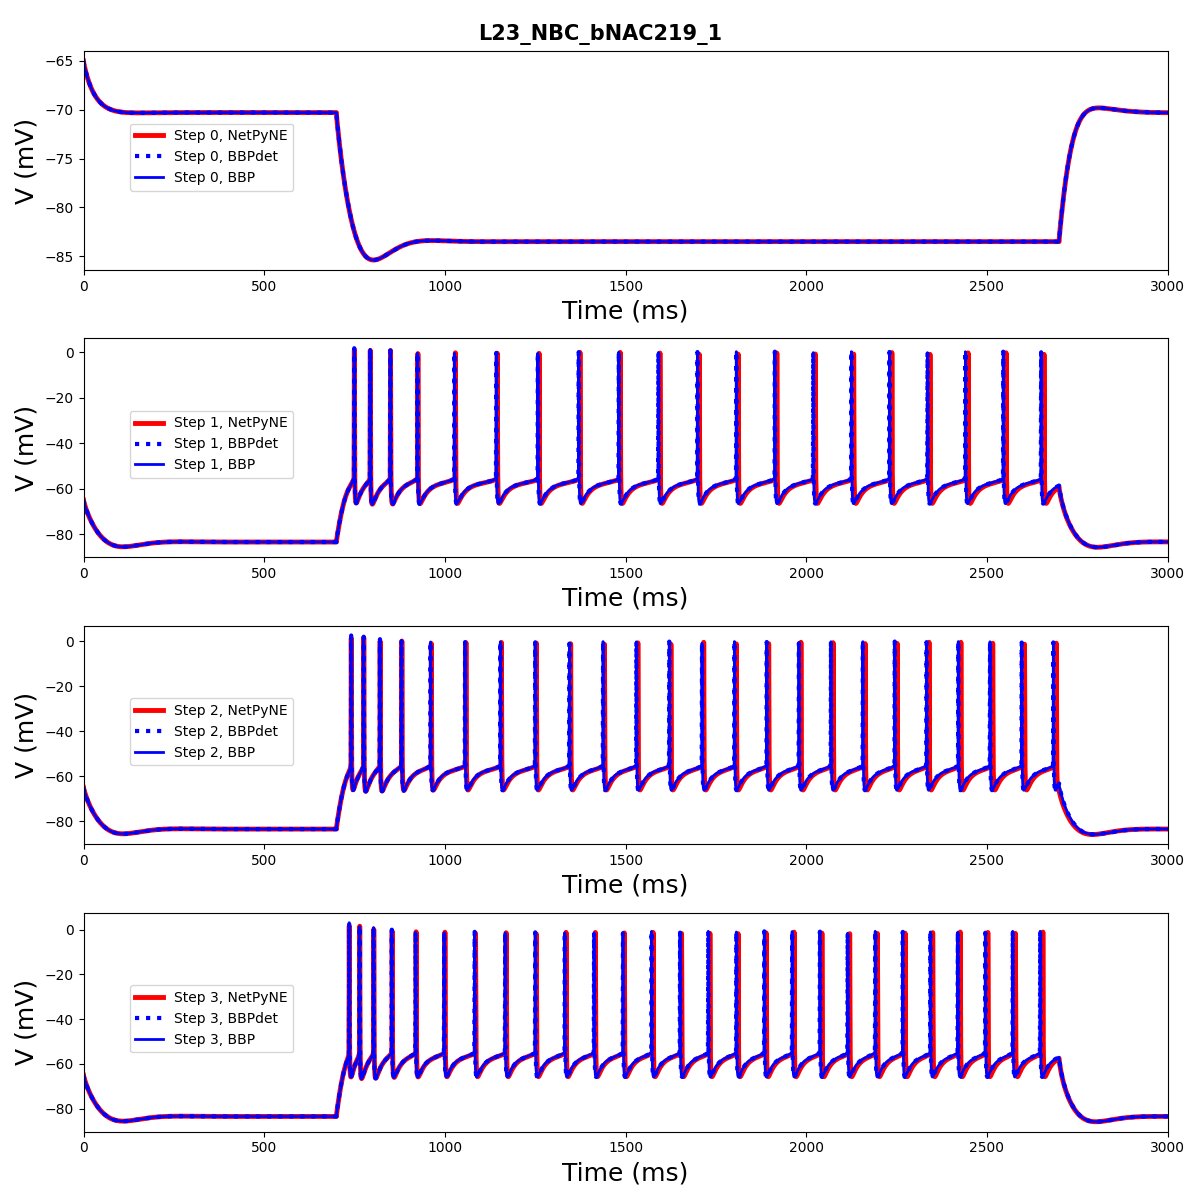 L23_NBC_bNAC219_1
−65
−70
−75
−80
−85
V (mV)
Step 0, NetPyNE
Step 0, BBPdet
Step 0, BBP
0 500 1000 1500 2000 2500 3000
Time (ms)
0
−20
−40
−60
−80
V (mV)
Step 1, NetPyNE
Step 1, BBPdet
Step 1, BBP
0 500 1000 1500 2000 2500 3000
Time (ms)
0
−20
−40
−60
−80
V (mV)
Step 2, NetPyNE
Step 2, BBPdet
Step 2, BBP
0 500 1000 1500 2000 2500 3000
Time (ms)
0
−20
−40
−60
−80
V (mV)
Step 3, NetPyNE
Step 3, BBPdet
Step 3, BBP
0 500 1000 1500 2000 2500 3000
Time (ms)